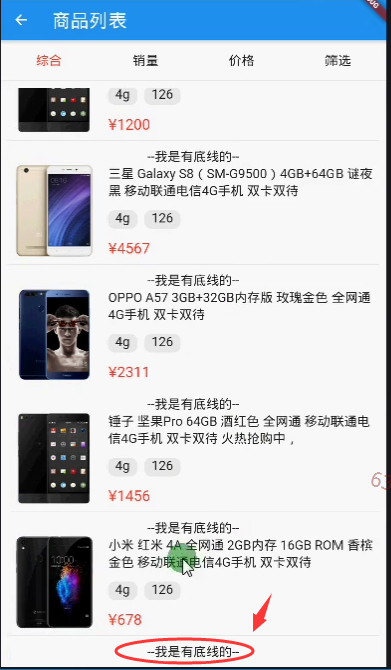 商品列表
综合 销量 价格 筛选
4g 126
¥1200
--我是有底线的--
三星 Galaxy S8（SM-G9500）4GB+64GB 谜夜
黑 移动联通电信4G手机 双卡双待
4g 126
¥4567
--我是有底线的--
OPPO A57 3GB+32GB内存版 玫瑰金色 全网通
4G手机 双卡双待
4g 126
¥2311
--我是有底线的--
锤子 坚果Pro 64GB 酒红色 全网通 移动联通电
信4G手机 双卡双待 火热抢购中，
4g 126
¥1456
--我是有底线的--
小米 红米 4A 全网通 2GB内存 16GB ROM 香槟
金色 移动联通电信4G手机 双卡双待
4g 126
¥678
--我是有底线的--